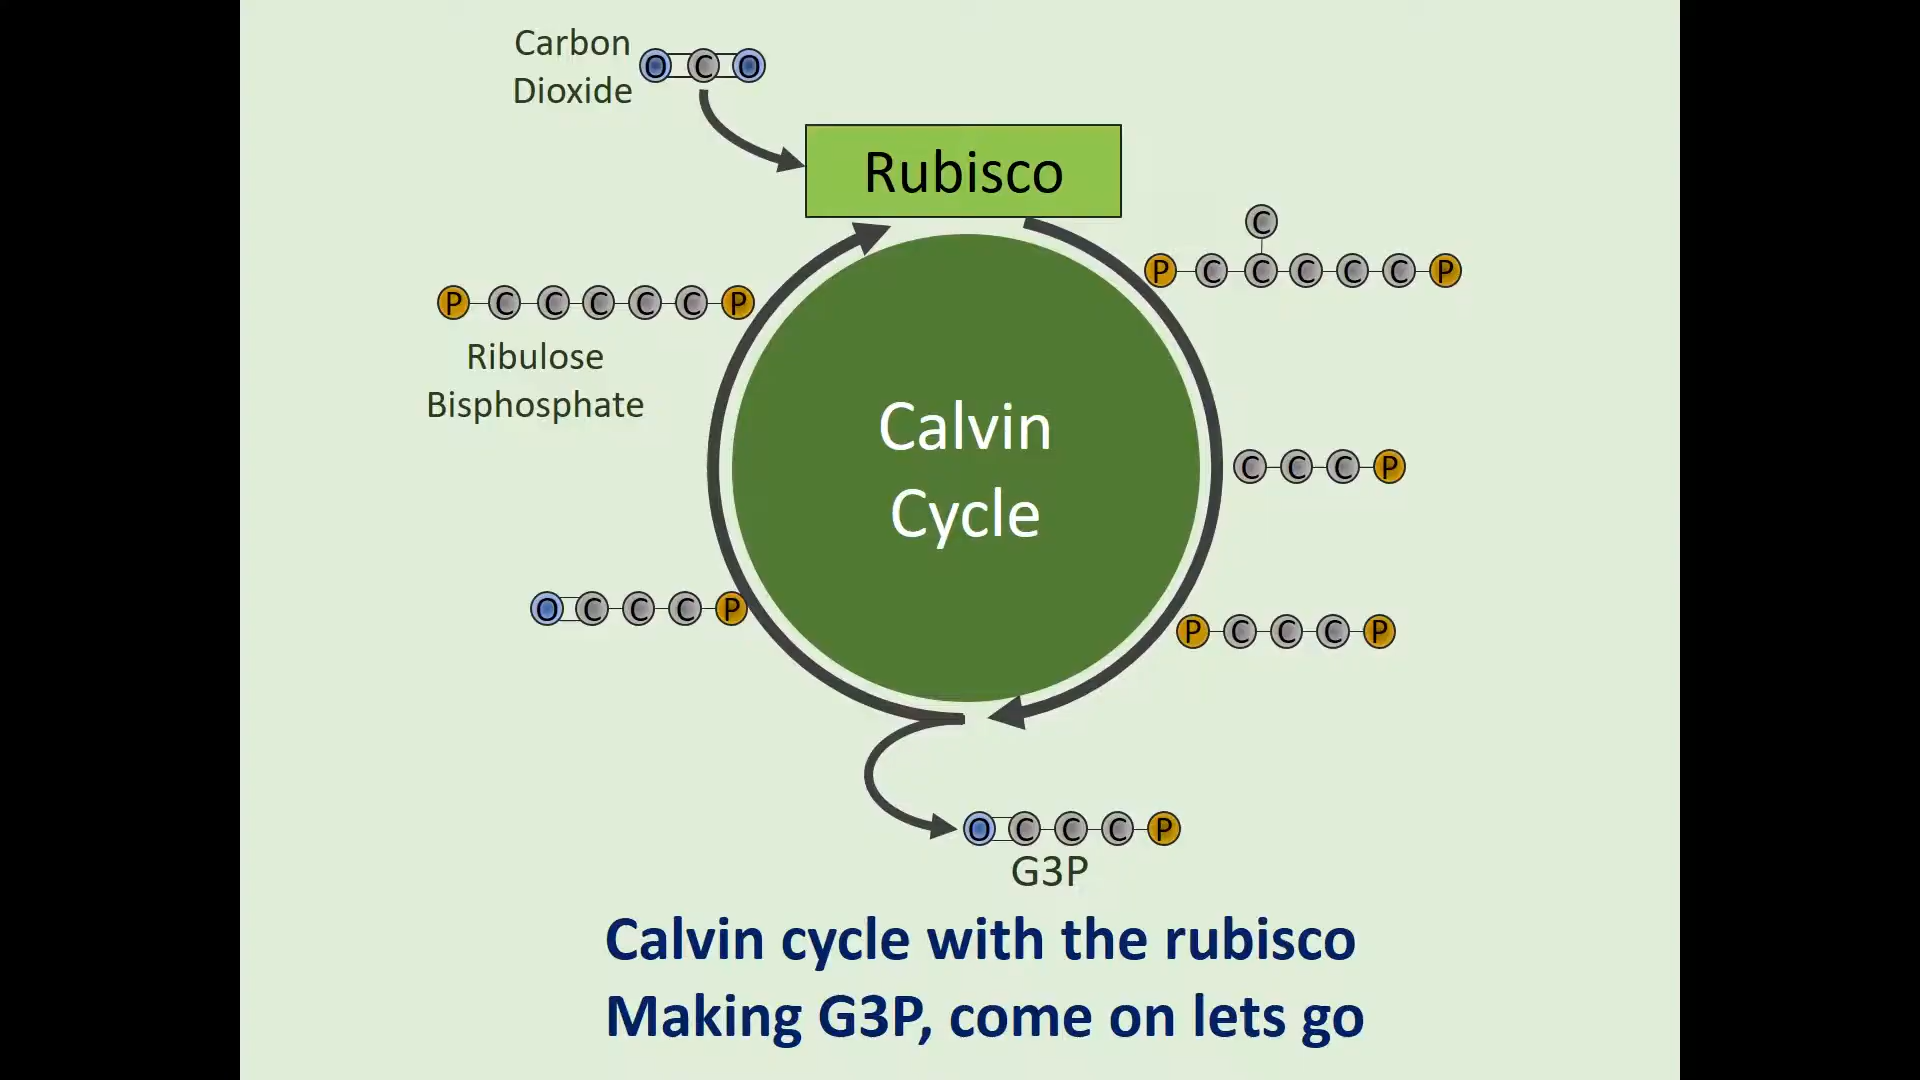 Carbon
Dioxide
O C O
Rubisco
C
P C C C C C P
P C C C C C P
Ribulose
Bisphosphate
Calvin
Cycle
C C C P
O C C C P
P C C C P
O C C C P
G3P
Calvin cycle with the rubisco
Making G3P, come on lets go